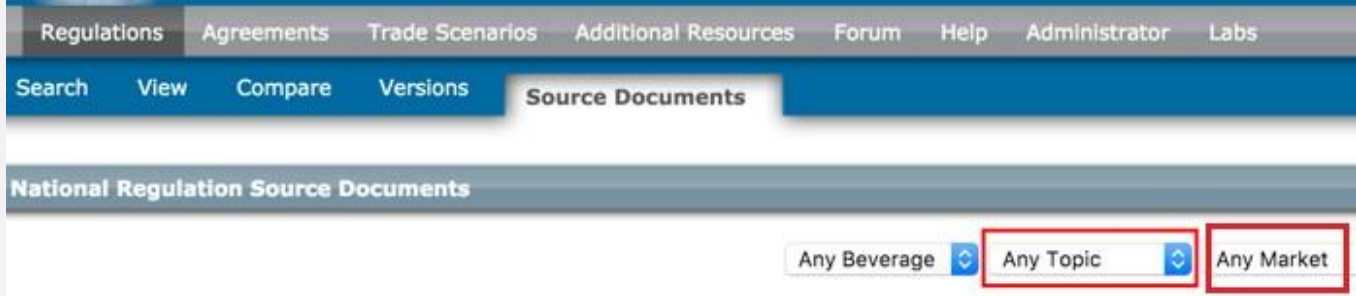 Regulations Agreements Trade Scenarios Additional Resources Forum Help Administrator Labs
Search View Compare Versions Source Documents
National Regulation Source Documents
Any Beverage Any Topic Any Market